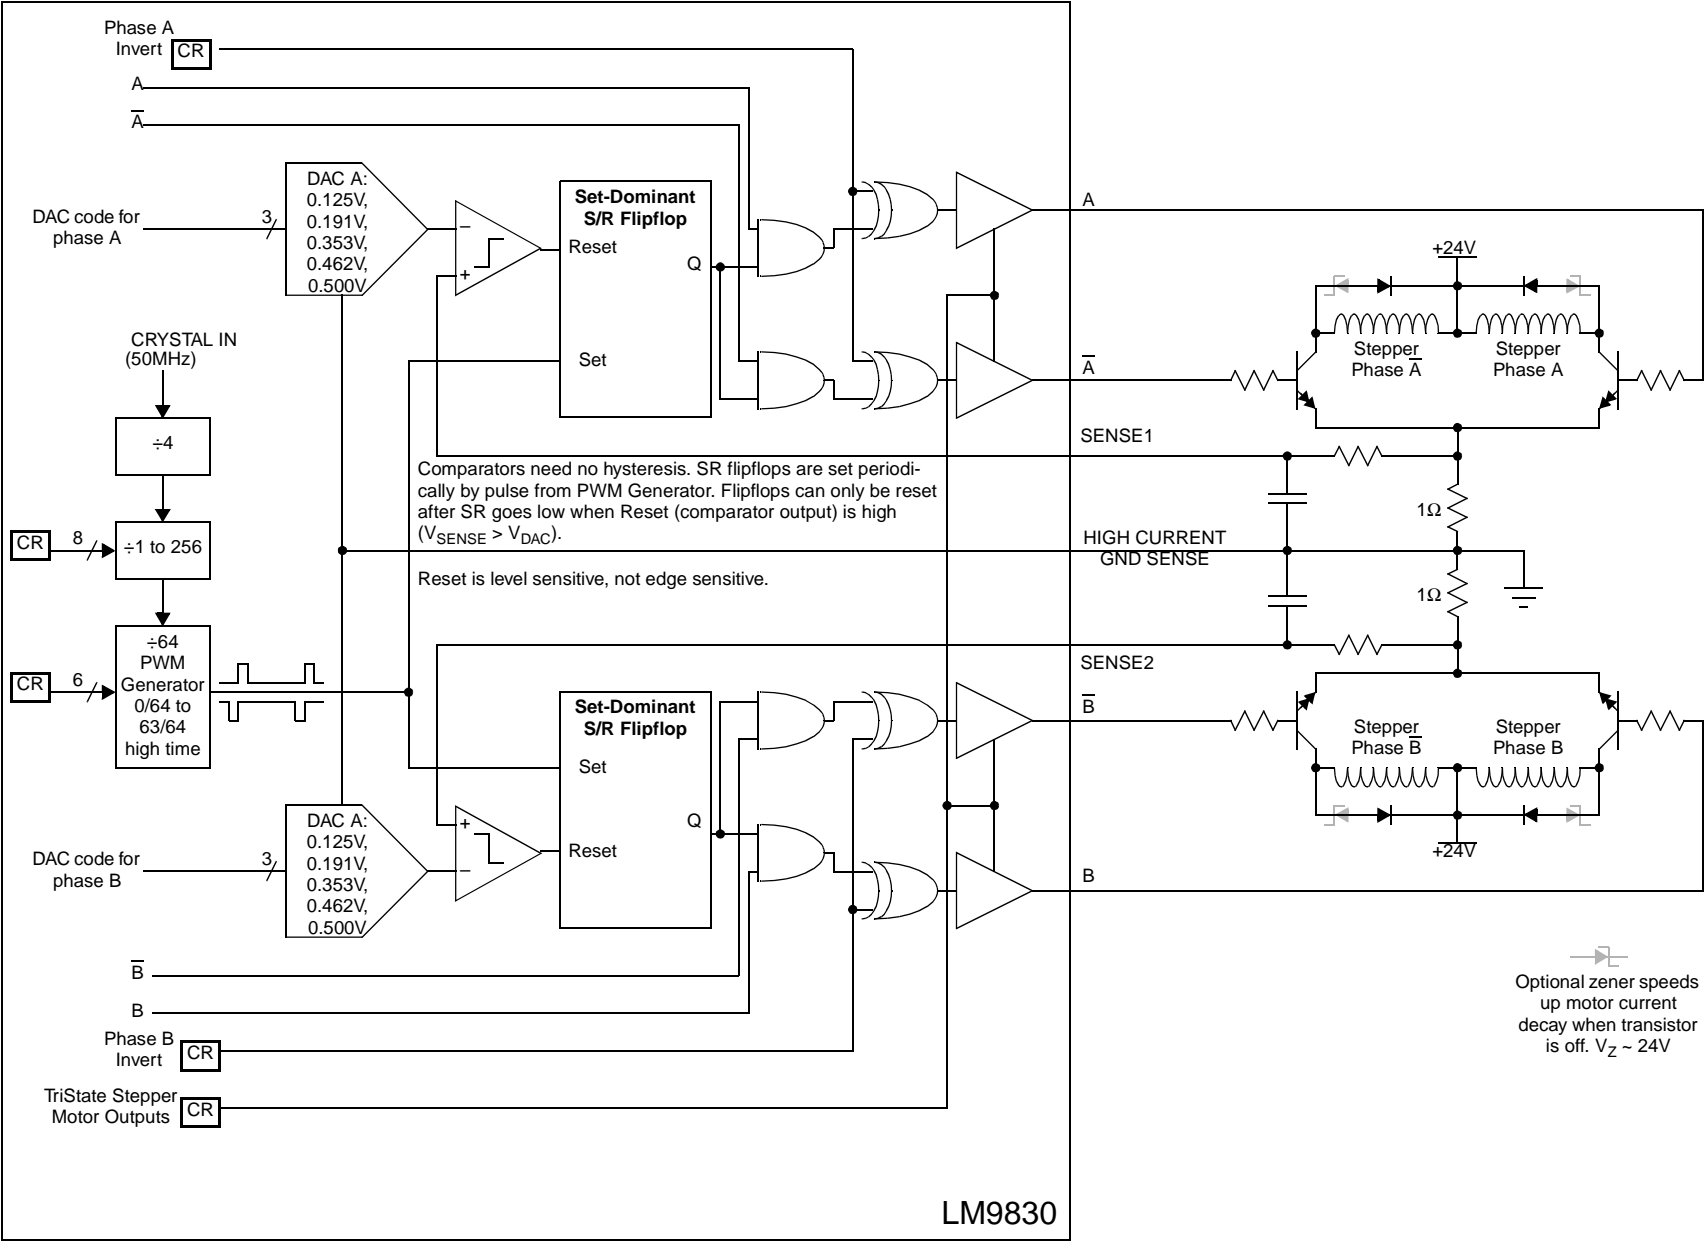 Phase A
Invert CR
A
A̅
DAC code for
phase A
3
DAC A:
0.125V,
0.191V,
0.353V,
0.462V,
0.500V
−
+
Set-Dominant
S/R Flipflop
Reset
Q
Set
A
A̅
+24V
Stepper
Phase A̅
Stepper
Phase A
CRYSTAL IN
(50MHz)
÷4
CR
8
÷1 to 256
CR
6
÷64
PWM
Generator
0/64 to
63/64
high time
Comparators need no hysteresis. SR flipflops are set periodi-
cally by pulse from PWM Generator. Flipflops can only be reset
after SR goes low when Reset (comparator output) is high
(VSENSE > VDAC).
Reset is level sensitive, not edge sensitive.
SENSE1
1Ω
HIGH CURRENT
GND SENSE
1Ω
SENSE2
Set-Dominant
S/R Flipflop
Set
Q
Reset
+
−
DAC code for
phase B
3
DAC A:
0.125V,
0.191V,
0.353V,
0.462V,
0.500V
B̅
B
Stepper
Phase B̅
Stepper
Phase B
+24V
B̅
B
Phase B
Invert CR
TriState Stepper
Motor Outputs CR
Optional zener speeds
up motor current
decay when transistor
is off. VZ ~ 24V
LM9830